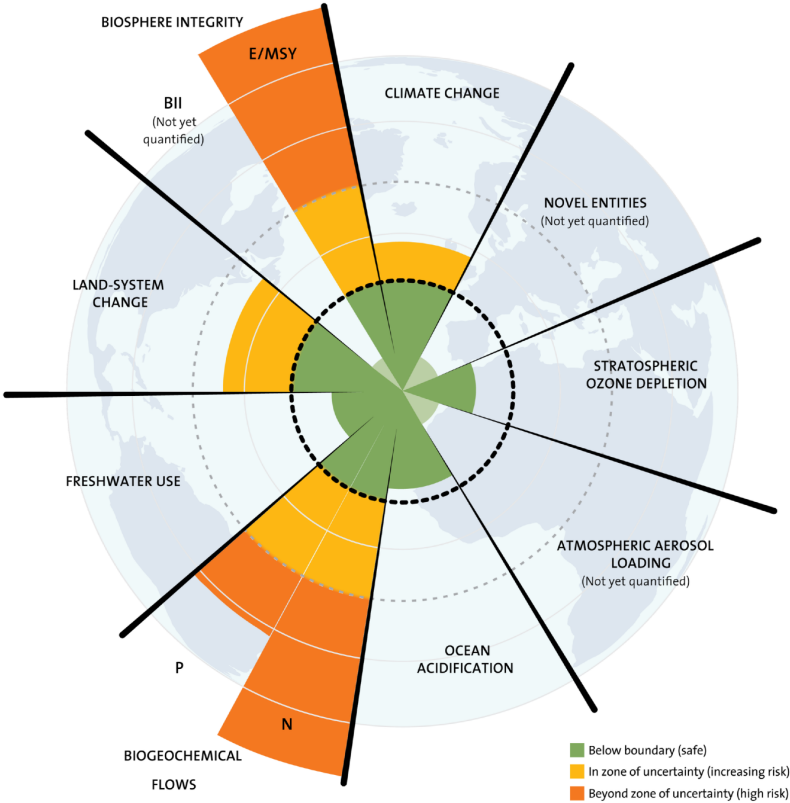 BIOSPHERE INTEGRITY
E/MSY
BII
(Not yet
quantified)
CLIMATE CHANGE
NOVEL ENTITIES
(Not yet quantified)
LAND-SYSTEM
CHANGE
STRATOSPHERIC
OZONE DEPLETION
FRESHWATER USE
ATMOSPHERIC AEROSOL
LOADING
(Not yet quantified)
OCEAN
ACIDIFICATION
P
N
BIOGEOCHEMICAL
FLOWS
Below boundary (safe)
In zone of uncertainty (increasing risk)
Beyond zone of uncertainty (high risk)